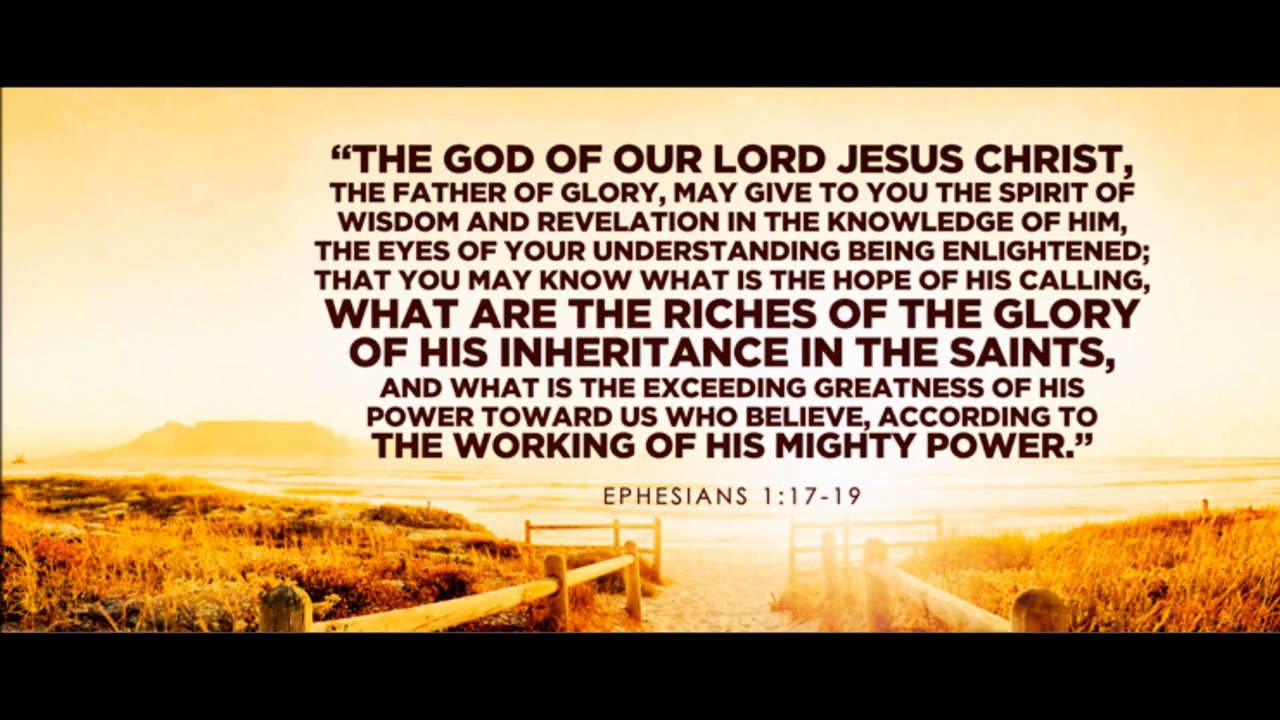 “THE GOD OF OUR LORD JESUS CHRIST,
THE FATHER OF GLORY, MAY GIVE TO YOU THE SPIRIT OF
WISDOM AND REVELATION IN THE KNOWLEDGE OF HIM,
THE EYES OF YOUR UNDERSTANDING BEING ENLIGHTENED;
THAT YOU MAY KNOW WHAT IS THE HOPE OF HIS CALLING,
WHAT ARE THE RICHES OF THE GLORY
OF HIS INHERITANCE IN THE SAINTS,
AND WHAT IS THE EXCEEDING GREATNESS OF HIS
POWER TOWARD US WHO BELIEVE, ACCORDING TO
THE WORKING OF HIS MIGHTY POWER.”
EPHESIANS 1:17-19